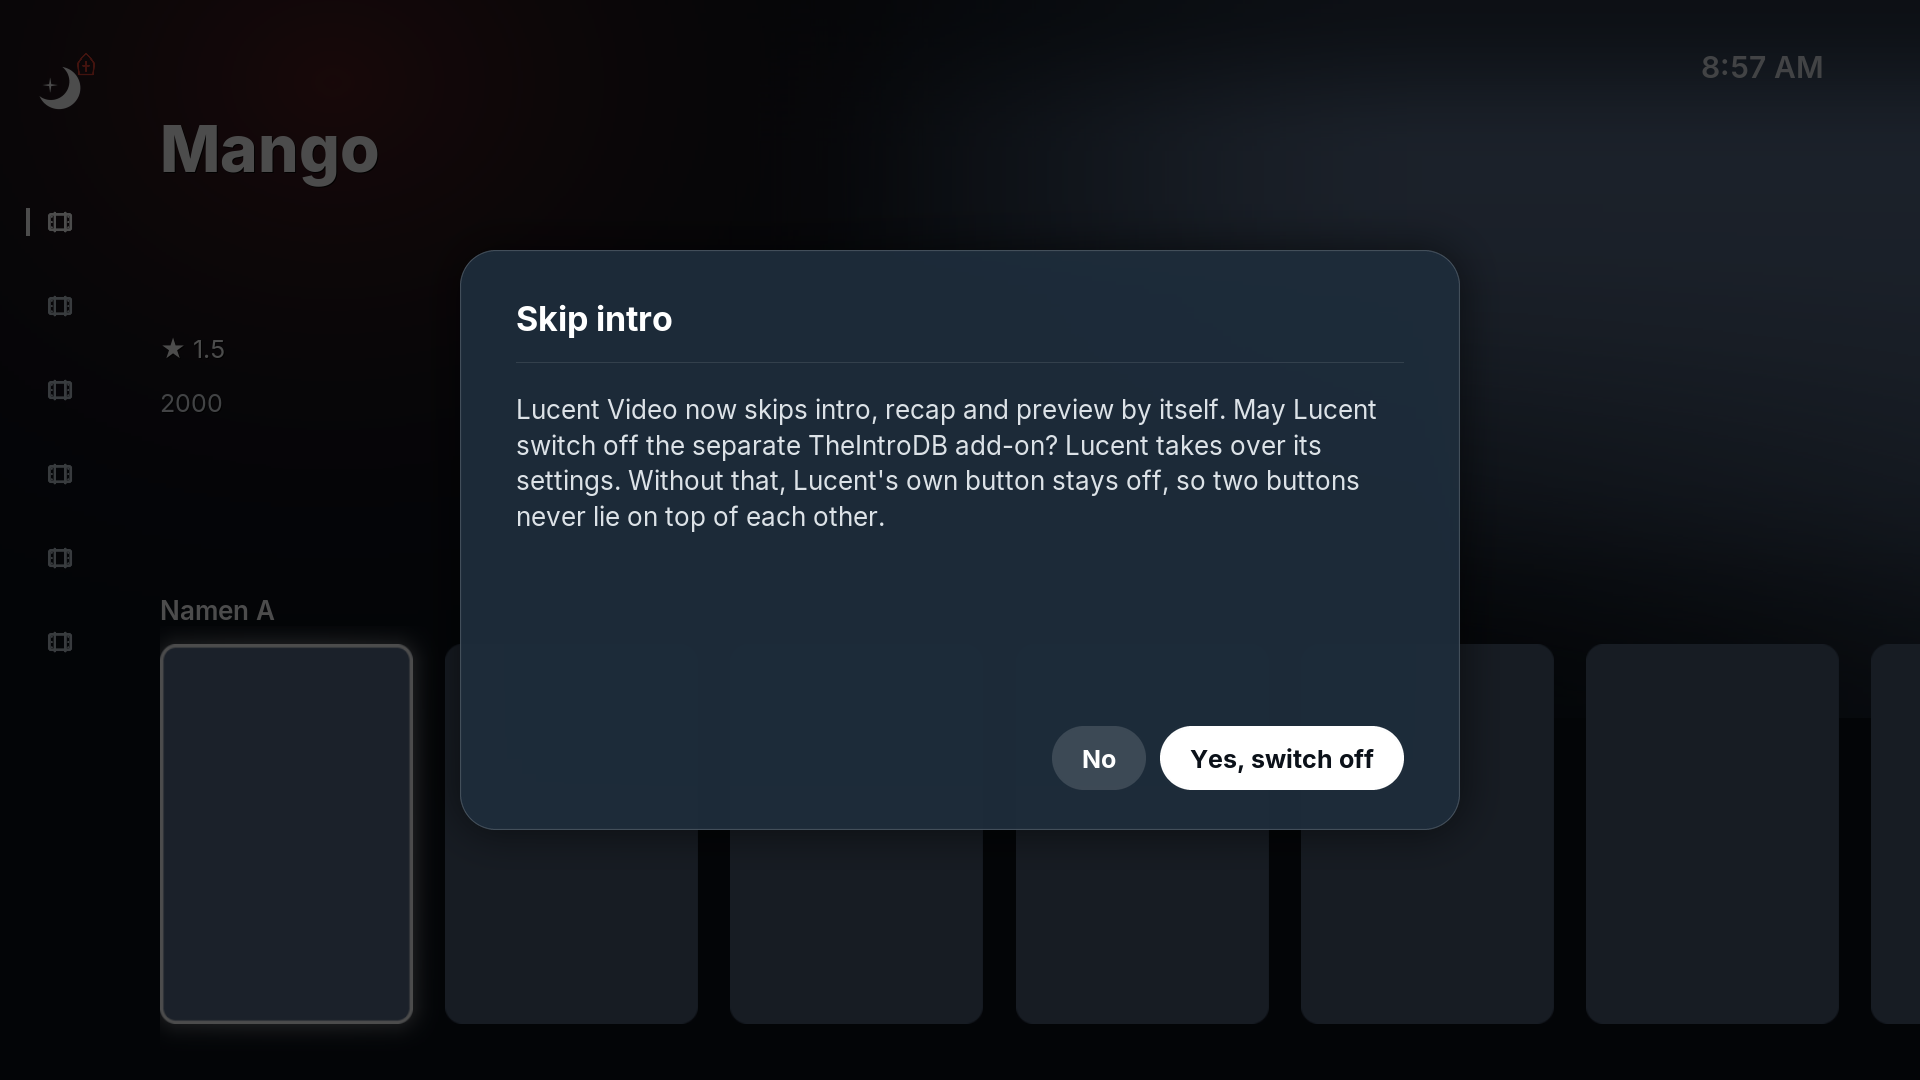 8:57 AM
Mango
★ 1.5
2000
Namen A
Skip intro
Lucent Video now skips intro, recap and preview by itself. May Lucent
switch off the separate TheIntroDB add-on? Lucent takes over its
settings. Without that, Lucent's own button stays off, so two buttons
never lie on top of each other.
No
Yes, switch off